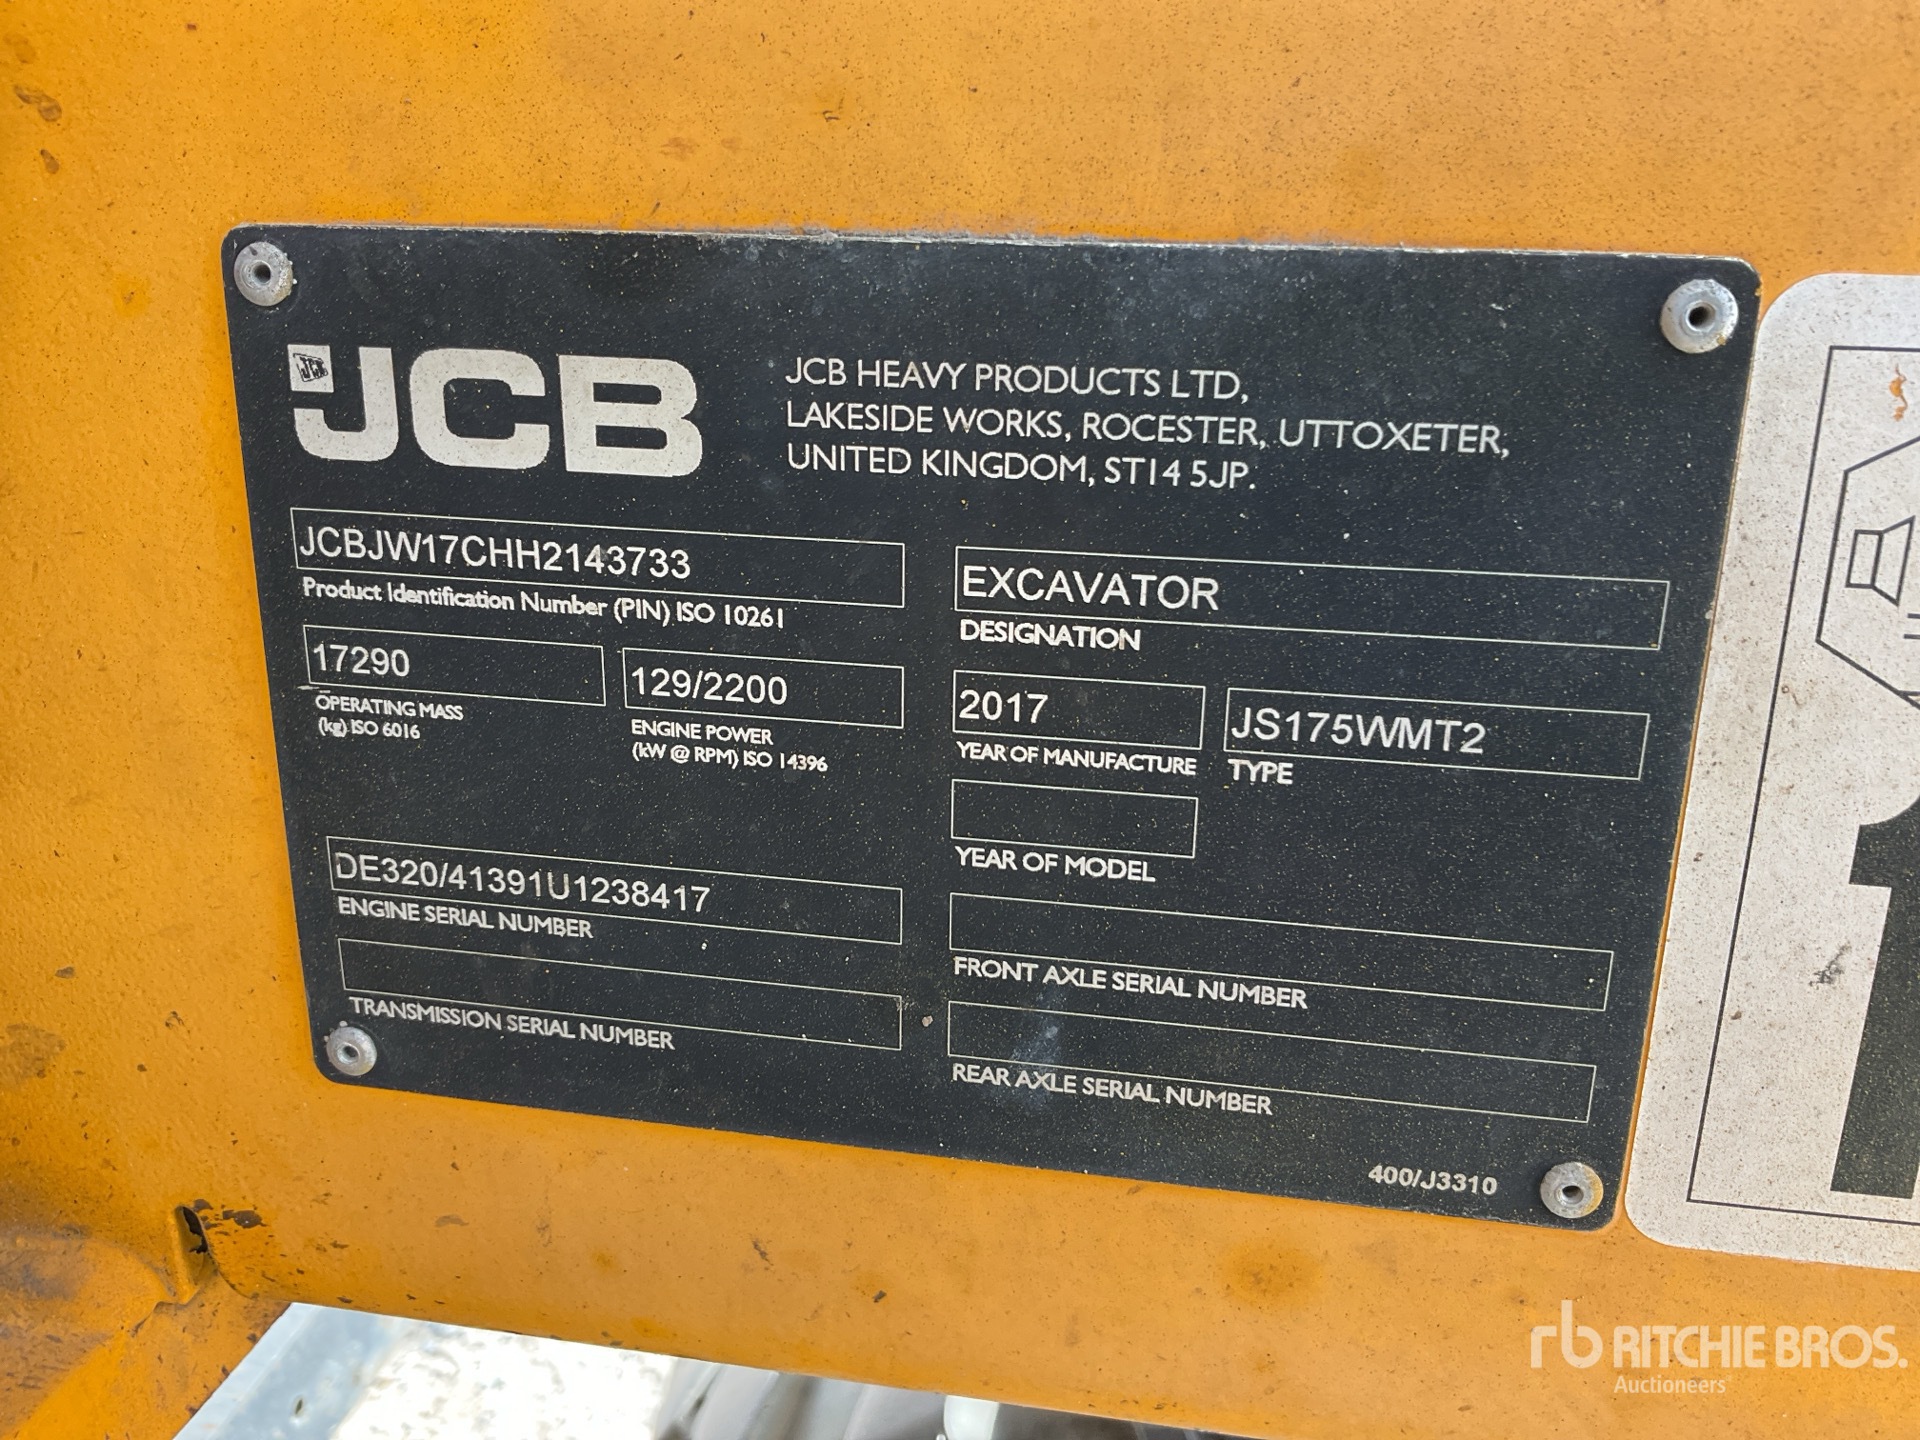 JCB
JCB HEAVY PRODUCTS LTD,
LAKESIDE WORKS, ROCESTER, UTTOXETER,
UNITED KINGDOM, ST14 5JP.
JCBJW17CHH2143733
Product Identification Number (PIN) ISO 10261
EXCAVATOR
DESIGNATION
17290
OPERATING MASS
(kg) ISO 6016
129/2200
ENGINE POWER
(kW @ RPM) ISO 14396
2017
YEAR OF MANUFACTURE
JS175WMT2
TYPE
YEAR OF MODEL
DE320/41391U1238417
ENGINE SERIAL NUMBER
FRONT AXLE SERIAL NUMBER
TRANSMISSION SERIAL NUMBER
REAR AXLE SERIAL NUMBER
400/J3310
rb RITCHIE BROS.
Auctioneers